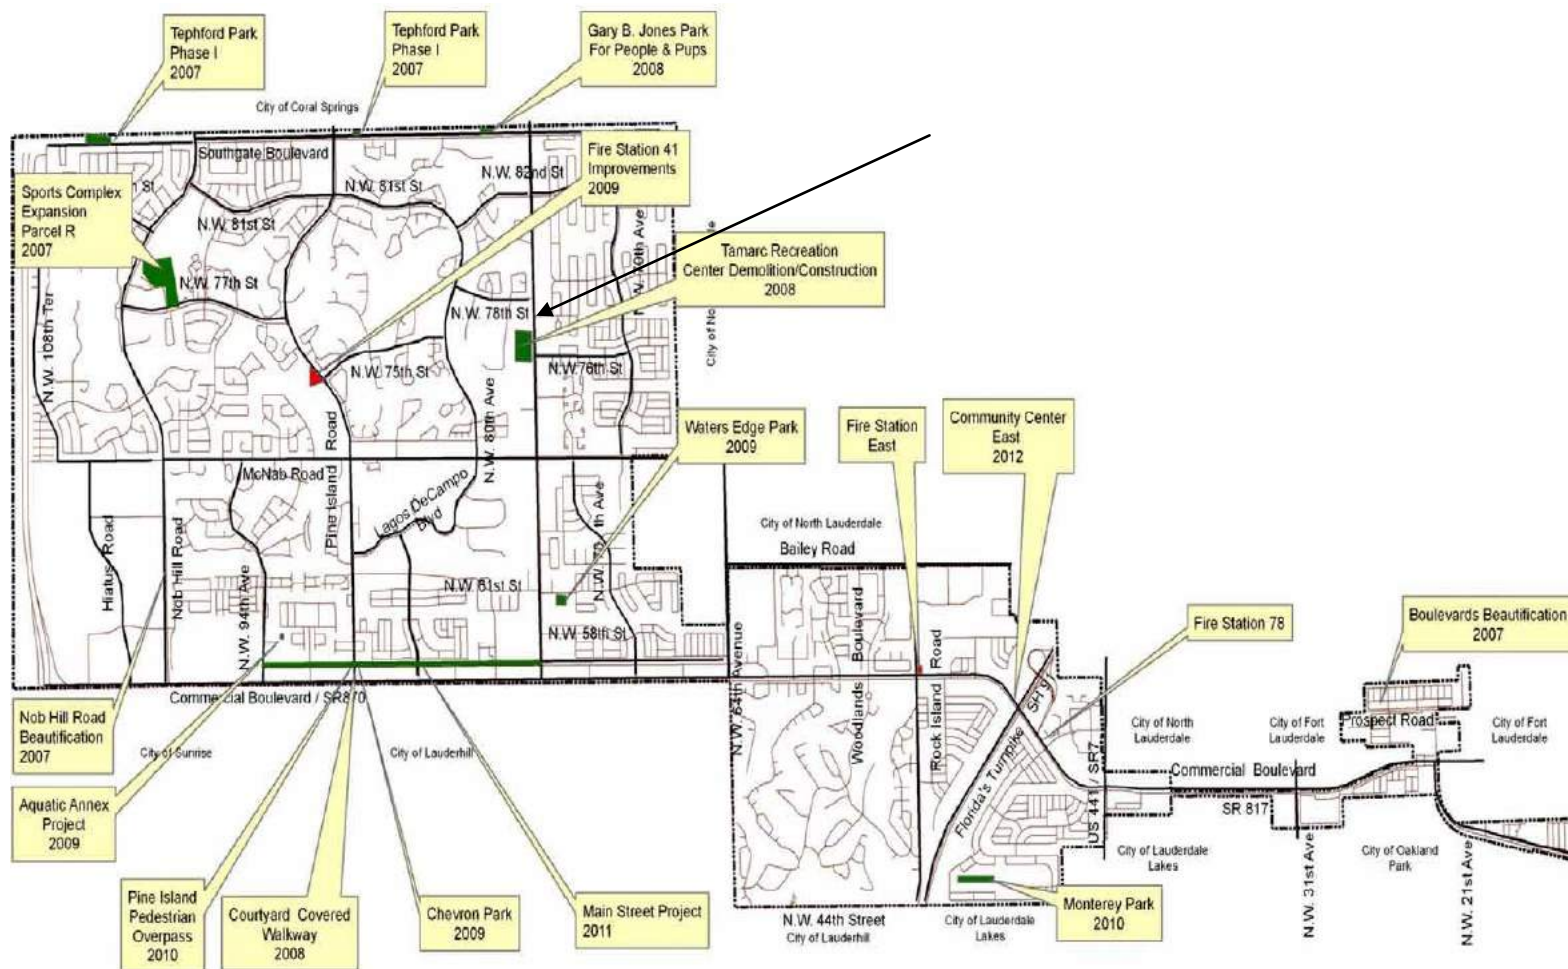 Tephford Park
Phase I
2007
Tephford Park
Phase I
2007
Gary B. Jones Park
For People & Pups
2008
City of Coral Springs
Southgate Boulevard
Fire Station 41
Improvements
2009
N.W. 82nd St
N.W. 81st St
St
Sports Complex
Expansion
Parcel R
2007
N.W. 81st St
N.W. 77th St
Tamarc Recreation
Center Demolition/Construction
2008
N.W. 78th St
N.W. 108th Ter
City of No
N.W. 75th St
N.W.76th St
N.W. 80th Ave
Waters Edge Park
2009
Fire Station
East
Community Center
East
2012
McNab Road
Pine Island Road
Lagos DeCampo
Blvd
City of North Lauderdale
Bailey Road
Hiatus Road
Nob Hill Road
N.W. 94th Ave
N.W. 61st St
N.W. 58th St
Fire Station 78
Boulevards Beautification
2007
N.W. 64th Avenue
Woodlands Boulevard
Rock Island Road
Commercial Boulevard / SR870
Nob Hill Road
Beautification
2007
City of Sunrise
City of Lauderhill
Florida's Turnpike
US 441 / SR7
City of North
Lauderdale
City of Fort
Lauderdale
Prospect Road
City of Fort
Lauderdale
Commercial Boulevard
SR 817
Aquatic Annex
Project
2009
City of Lauderdale
Lakes
City of Oakland
Park
N.W. 31st Ave
N.W. 21st Ave
Pine Island
Pedestrian
Overpass
2010
Courtyard Covered
Walkway
2008
Chevron Park
2009
Main Street Project
2011
N.W. 44th Street
City of Lauderhill
City of Lauderdale
Lakes
Monterey Park
2010